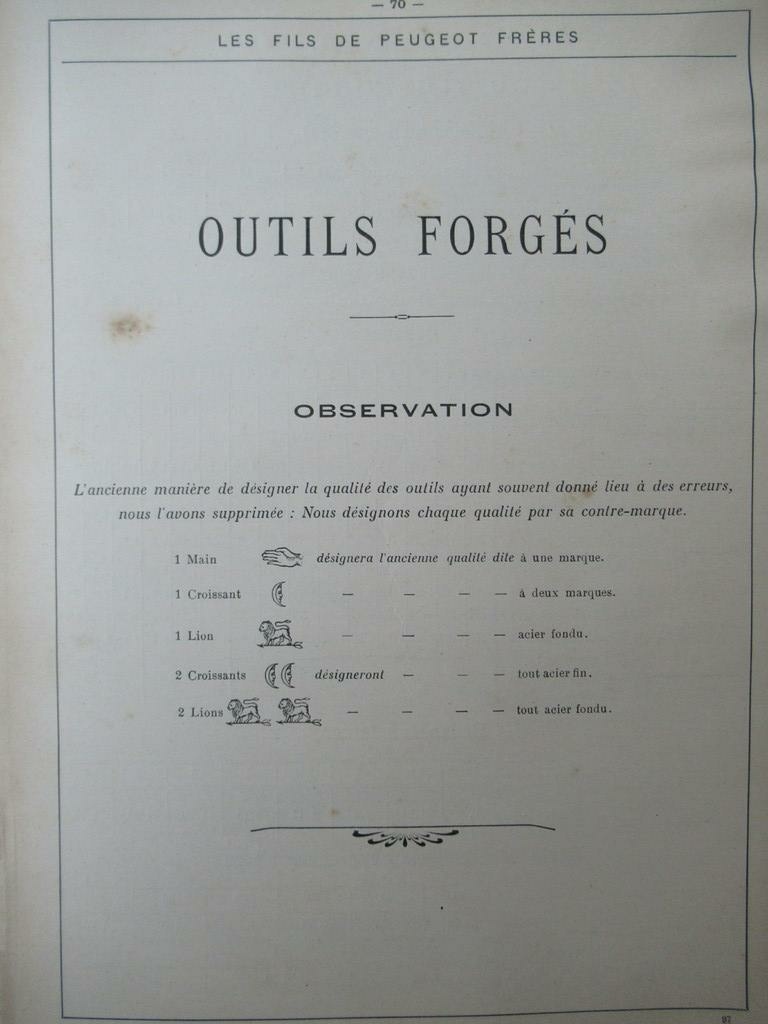 — 70 —
LES FILS DE PEUGEOT FRÈRES
OUTILS FORGÉS
OBSERVATION
L'ancienne manière de désigner la qualité des outils ayant souvent donné lieu à des erreurs,
nous l'avons supprimée : Nous désignons chaque qualité par sa contre-marque.
1 Main désignera l'ancienne qualité dite à une marque.
1 Croissant — — — — à deux marques.
1 Lion — — — — acier fondu.
2 Croissants désigneront — — — tout acier fin.
2 Lions — — — — tout acier fondu.